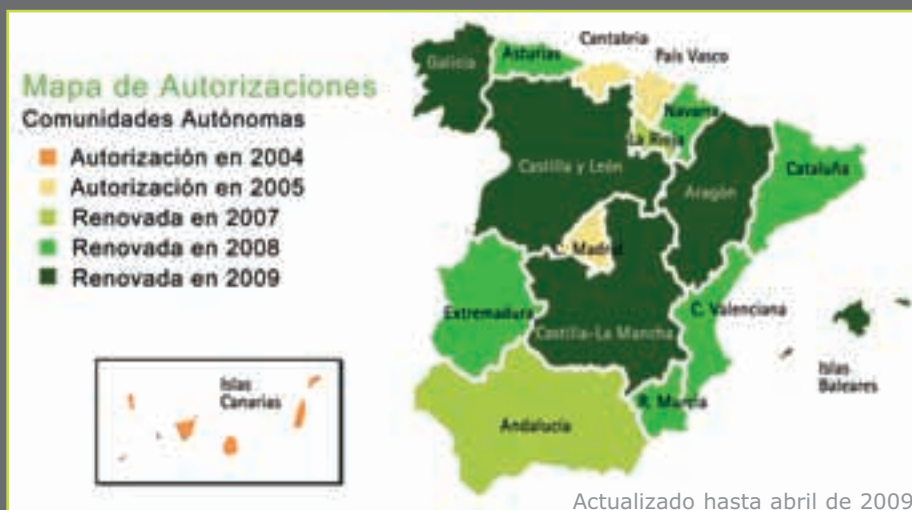 Mapa de Autorizaciones
Comunidades Autónomas
Autorización en 2004
Autorización en 2005
Renovada en 2007
Renovada en 2008
Renovada en 2009
Galicia
Asturias
Cantabria
País Vasco
Navarra
La Rioja
Castilla y León
Aragón
Cataluña
C. Madrid
Extremadura
Castilla-La Mancha
C. Valenciana
Islas
Baleares
R. Murcia
Andalucía
Islas
Canarias
Actualizado hasta abril de 2009